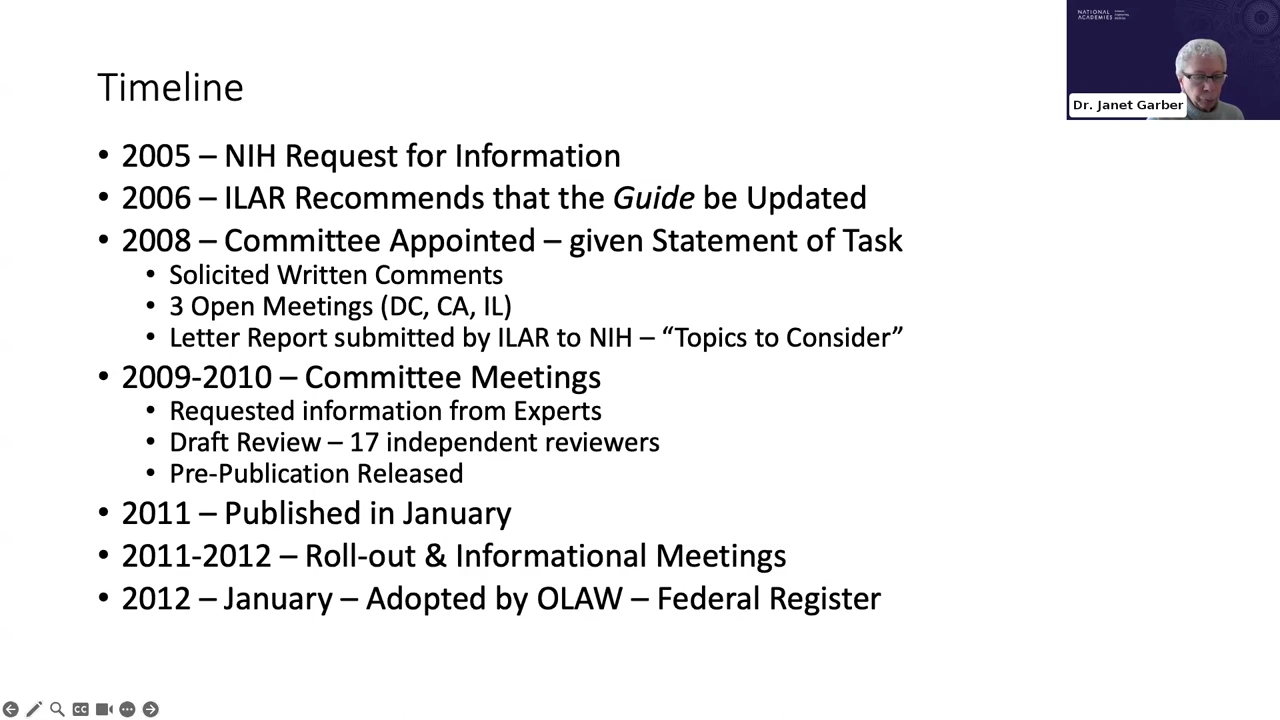 Timeline
• 2005 – NIH Request for Information
• 2006 – ILAR Recommends that the Guide be Updated
• 2008 – Committee Appointed – given Statement of Task
• Solicited Written Comments
• 3 Open Meetings (DC, CA, IL)
• Letter Report submitted by ILAR to NIH – “Topics to Consider”
• 2009-2010 – Committee Meetings
• Requested information from Experts
• Draft Review – 17 independent reviewers
• Pre-Publication Released
• 2011 – Published in January
• 2011-2012 – Roll-out & Informational Meetings
• 2012 – January – Adopted by OLAW – Federal Register
NATIONAL
ACADEMIES
Dr. Janet Garber
CC